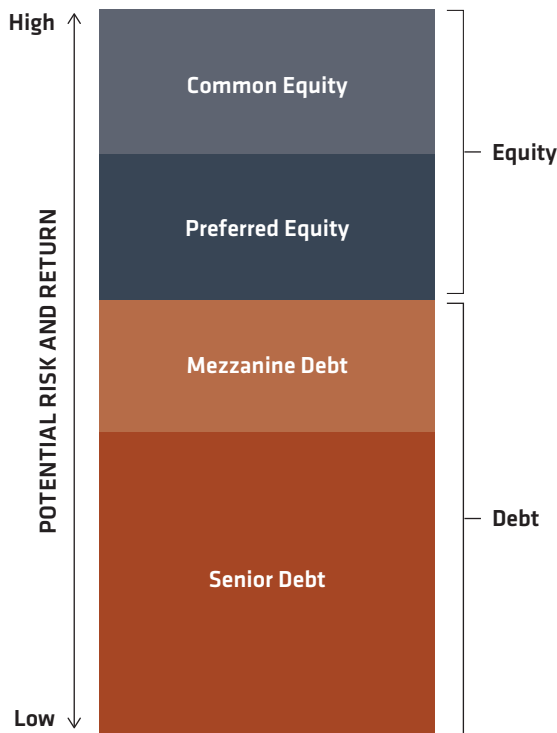 High
Common Equity
Equity
Preferred Equity
POTENTIAL RISK AND RETURN
Mezzanine Debt
Debt
Senior Debt
Low